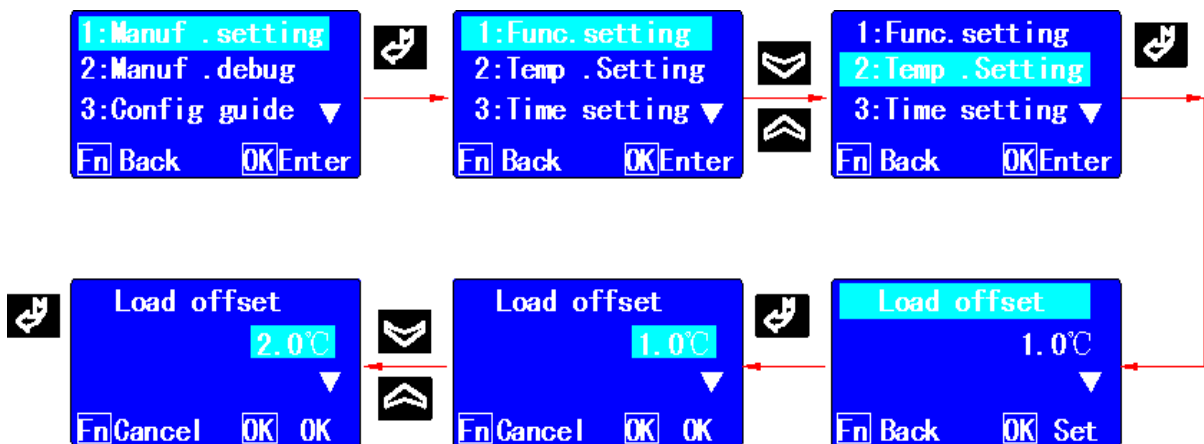 1:Manuf .setting
2:Manuf .debug
3:Config guide ▼
Fn Back OK Enter
M
1:Func.setting
2:Temp .Setting
3:Time setting ▼
Fn Back OK Enter
1:Func.setting
2:Temp .Setting
3:Time setting ▼
Fn Back OK Enter
M
Load offset
1.0℃
▼
Fn Back OK Set
M
Load offset
1.0℃
▼
Fn Cancel OK OK
Load offset
2.0℃
▼
Fn Cancel OK OK
M